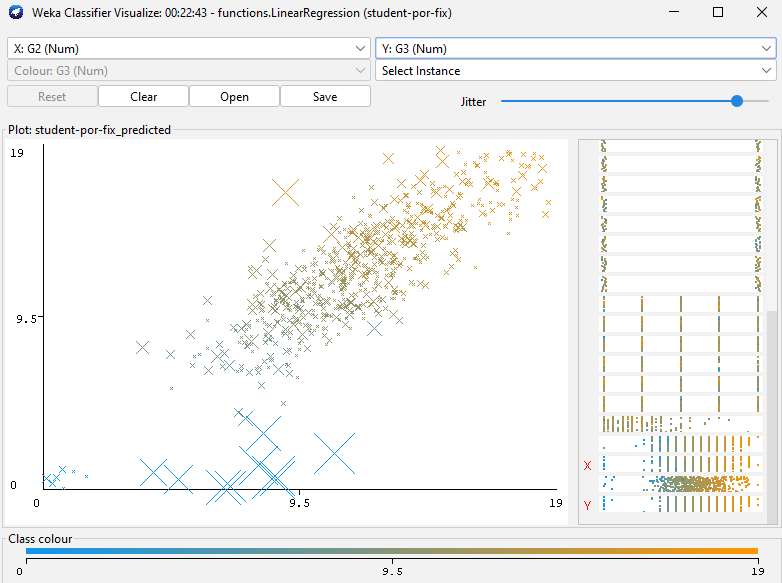 Weka Classifier Visualize: 00:22:43 - functions.LinearRegression (student-por-fix)
X: G2 (Num)
Y: G3 (Num)
Colour: G3 (Num)
Select Instance
Reset
Clear
Open
Save
Jitter
Plot: student-por-fix_predicted
19
9.5
0
0
9.5
19
X
Y
Class colour
0
9.5
19